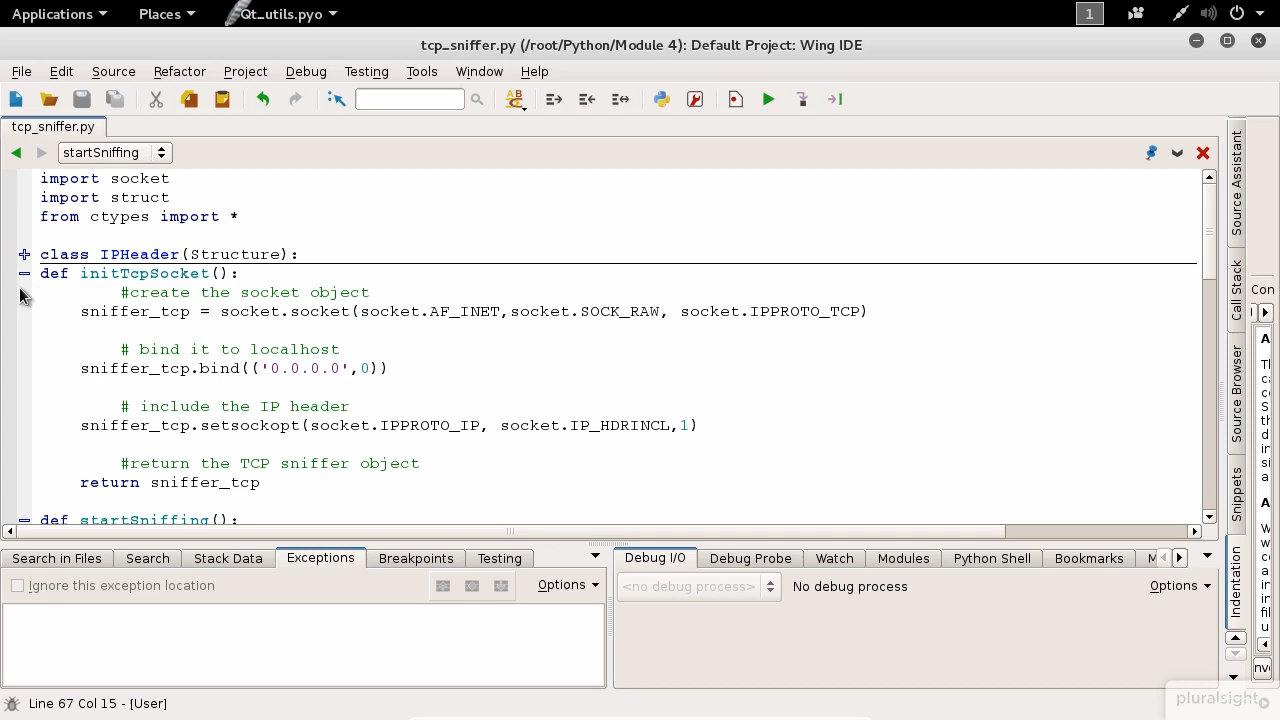 Applications Places Qt_utils.pyo 1
tcp_sniffer.py (/root/Python/Module 4): Default Project: Wing IDE
File Edit Source Refactor Project Debug Testing Tools Window Help
tcp_sniffer.py
startSniffing
import socket
import struct
from ctypes import *
class IPHeader(Structure):
def initTcpSocket():
#create the socket object
sniffer_tcp = socket.socket(socket.AF_INET,socket.SOCK_RAW, socket.IPPROTO_TCP)
# bind it to localhost
sniffer_tcp.bind(('0.0.0.0',0))
# include the IP header
sniffer_tcp.setsockopt(socket.IPPROTO_IP, socket.IP_HDRINCL,1)
#return the TCP sniffer object
return sniffer_tcp
def startSniffing():
Source Assistant
Call Stack
Source Browser
Snippets
Indentation
Search in Files Search Stack Data Exceptions Breakpoints Testing
Ignore this exception location Options
Debug I/O Debug Probe Watch Modules Python Shell Bookmarks
<no debug process> No debug process Options
Line 67 Col 15 - [User]
pluralsight